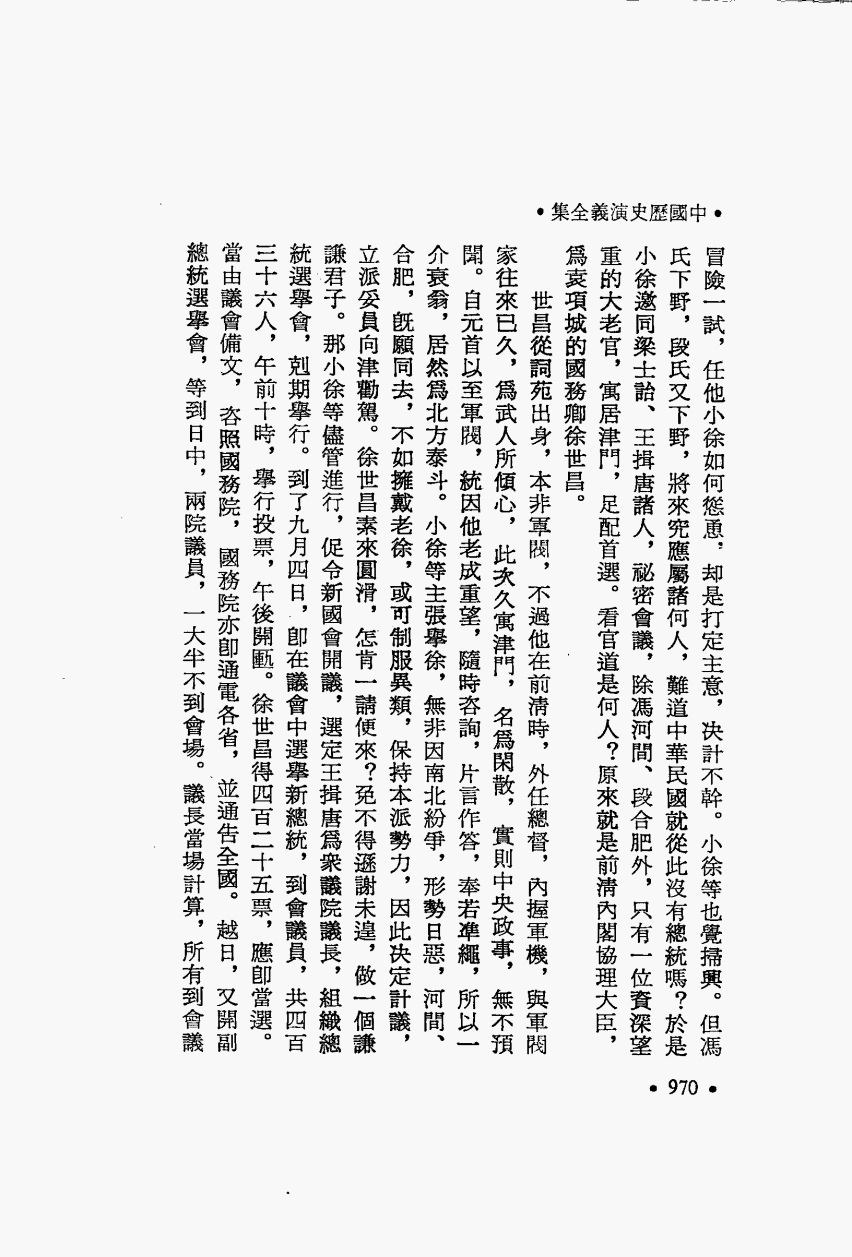 •中國歷史演義全集•
冒險一試，任他小徐如何慫恿，却是打定主意，决計不幹。小徐等也覺掃興。但馮
氏下野，段氏又下野，將來究應屬諸何人，難道中華民國就從此沒有總統嗎？於是
小徐邀同梁士詒、王揖唐諸人，祕密會議，除馮河間、段合肥外，只有一位資深望
重的大老官，寓居津門，足配首選。看官道是何人？原來就是前清內閣協理大臣，
爲袁項城的國務卿徐世昌。
世昌從詞苑出身，本非軍閥，不過他在前清時，外任總督，內握軍機，與軍閥
家往來已久，爲武人所傾心，此次久寓津門，名爲閑散，實則中央政事，無不預
聞。自元首以至軍閥，統因他老成重望，隨時咨詢，片言作答，奉若準繩，所以一
介衰翁，居然爲北方泰斗。小徐等主張擧徐，無非因南北紛爭，形勢日惡，河間、
合肥，旣願同去，不如擁戴老徐，或可制服異類，保持本派勢力，因此决定計議，
立派妥員向津勸駕。徐世昌素來圓滑，怎肯一請便來？免不得遜謝未遑，做一個謙
謙君子。那小徐等儘管進行，促令新國會開議，選定王揖唐爲衆議院議長，組織總
統選擧會，剋期擧行。到了九月四日，卽在議會中選擧新總統，到會議員，共四百
三十六人，午前十時，擧行投票，午後開匭。徐世昌得四百二十五票，應卽當選。
當由議會備文，咨照國務院，國務院亦卽通電各省，並通告全國。越日，又開副
總統選擧會，等到日中，兩院議員，一大半不到會場。議長當場計算，所有到會議
•970•